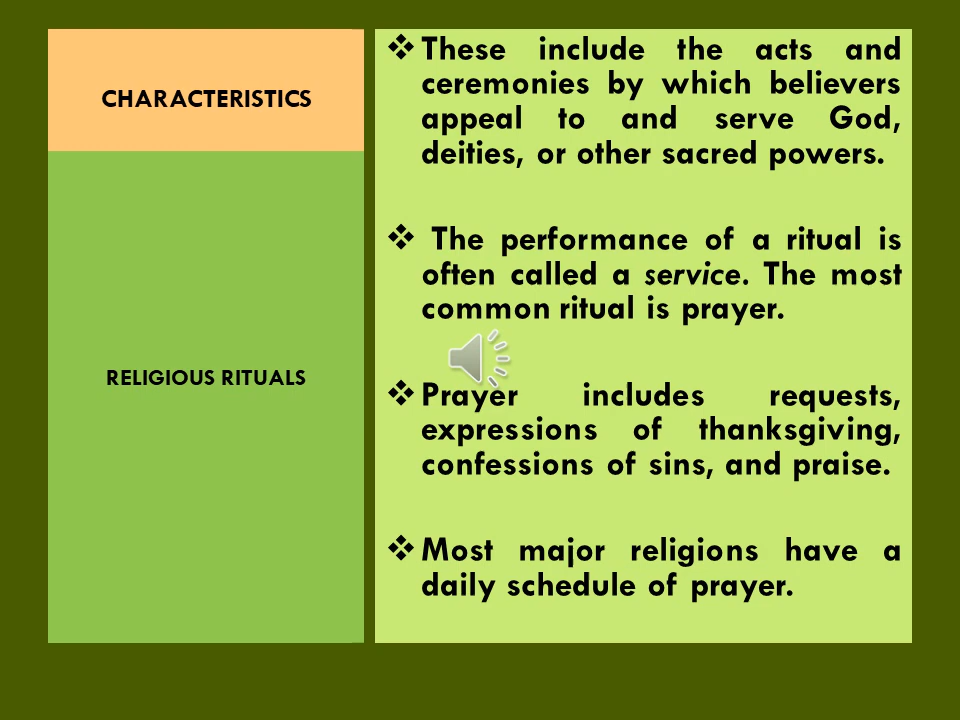 CHARACTERISTICS
RELIGIOUS RITUALS
❖ These include the acts and
ceremonies by which believers
appeal to and serve God,
deities, or other sacred powers.
❖ The performance of a ritual is
often called a service. The most
common ritual is prayer.
❖ Prayer includes requests,
expressions of thanksgiving,
confessions of sins, and praise.
❖ Most major religions have a
daily schedule of prayer.